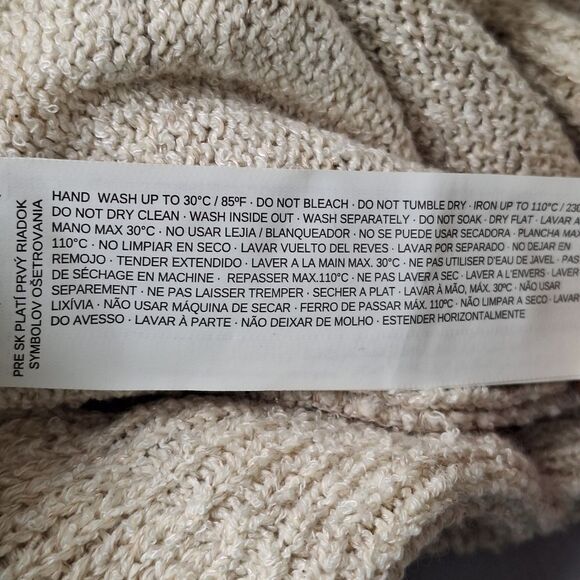 PRE SK PLATÍ PRVÝ RIADOK
SYMBOLOV OŠETROVANIA
HAND WASH UP TO 30°C / 85ºF · DO NOT BLEACH · DO NOT TUMBLE DRY · IRON UP TO 110°C / 230
DO NOT DRY CLEAN · WASH INSIDE OUT · WASH SEPARATELY · DO NOT SOAK · DRY FLAT · LAVAR A
MANO MAX 30°C · NO USAR LEJIA / BLANQUEADOR · NO SE PUEDE USAR SECADORA · PLANCHA MAX
110°C · NO LIMPIAR EN SECO · LAVAR VUELTO DEL REVES · LAVAR POR SEPARADO · NO DEJAR EN
REMOJO · TENDER EXTENDIDO · LAVER A LA MAIN MAX. 30°C · NE PAS UTILISER D'EAU DE JAVEL · PAS
DE SÉCHAGE EN MACHINE · REPASSER MAX.110°C · NE PAS LAVER A SEC · LAVER A L'ENVERS · LAVER
SEPAREMENT · NE PAS LAISSER TREMPER · SECHER A PLAT · LAVAR À MÃO, MÁX. 30ºC · NÃO USAR
LIXÍVIA · NÃO USAR MÁQUINA DE SECAR · FERRO DE PASSAR MÁX. 110ºC · NÃO LIMPAR A SECO · LAVAR
DO AVESSO · LAVAR À PARTE · NÃO DEIXAR DE MOLHO · ESTENDER HORIZONTALMENTE